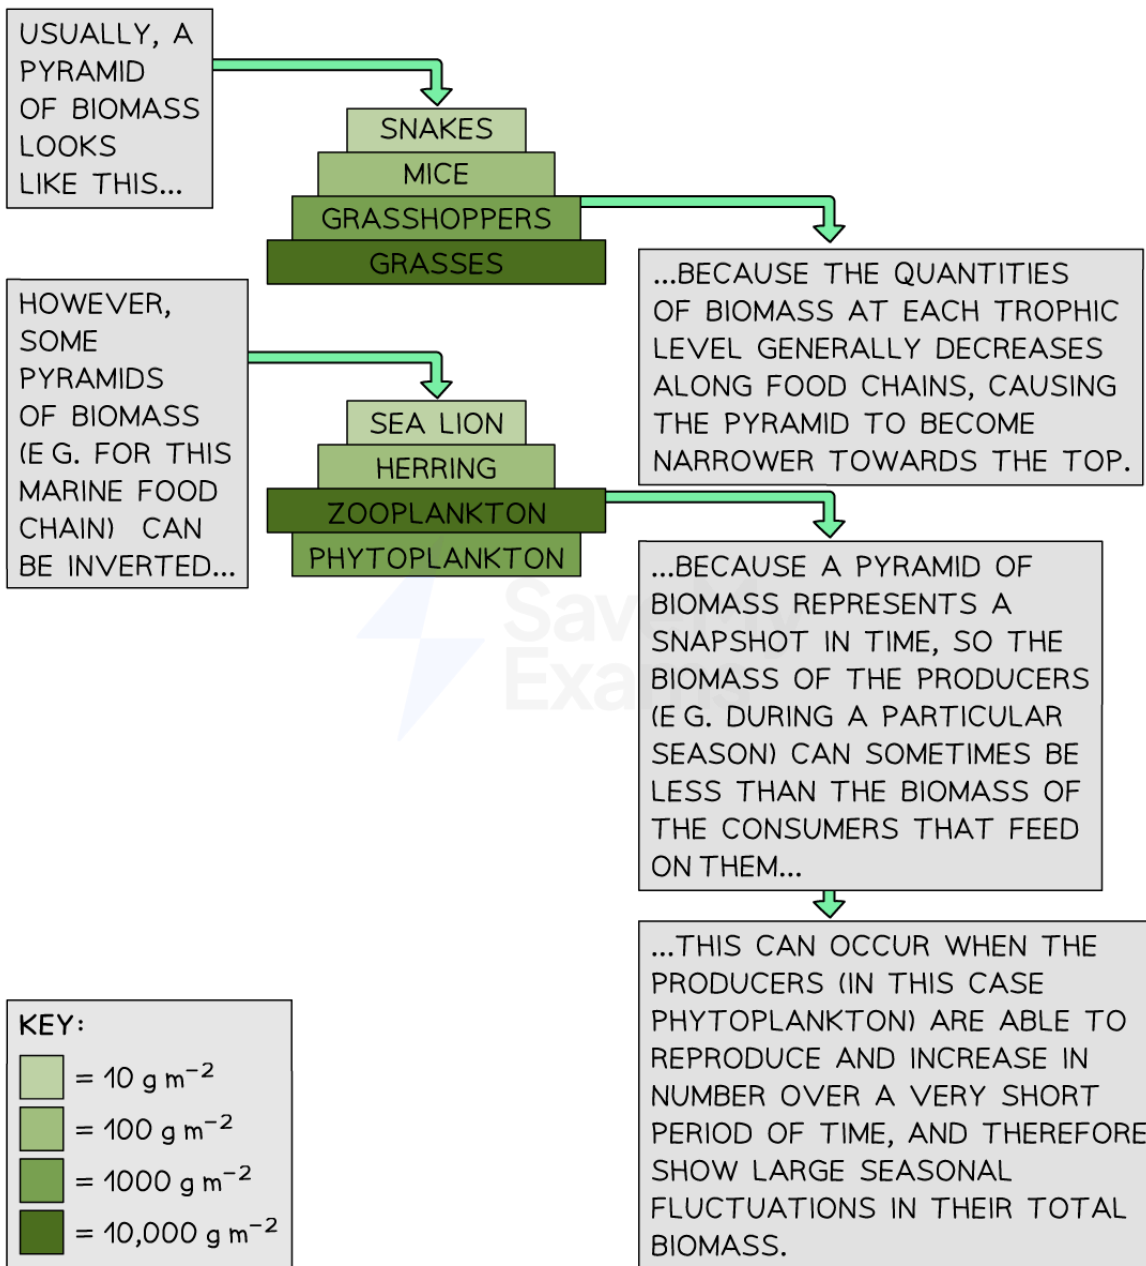 USUALLY, A
PYRAMID
OF BIOMASS
LOOKS
LIKE THIS...
SNAKES
MICE
GRASSHOPPERS
GRASSES
...BECAUSE THE QUANTITIES
OF BIOMASS AT EACH TROPHIC
LEVEL GENERALLY DECREASES
ALONG FOOD CHAINS, CAUSING
THE PYRAMID TO BECOME
NARROWER TOWARDS THE TOP.
HOWEVER,
SOME
PYRAMIDS
OF BIOMASS
(E G. FOR THIS
MARINE FOOD
CHAIN) CAN
BE INVERTED...
SEA LION
HERRING
ZOOPLANKTON
PHYTOPLANKTON
...BECAUSE A PYRAMID OF
BIOMASS REPRESENTS A
SNAPSHOT IN TIME, SO THE
BIOMASS OF THE PRODUCERS
(E G. DURING A PARTICULAR
SEASON) CAN SOMETIMES BE
LESS THAN THE BIOMASS OF
THE CONSUMERS THAT FEED
ON THEM...
...THIS CAN OCCUR WHEN THE
PRODUCERS (IN THIS CASE
PHYTOPLANKTON) ARE ABLE TO
REPRODUCE AND INCREASE IN
NUMBER OVER A VERY SHORT
PERIOD OF TIME, AND THEREFORE
SHOW LARGE SEASONAL
FLUCTUATIONS IN THEIR TOTAL
BIOMASS.
KEY:
= 10 g m⁻²
= 100 g m⁻²
= 1000 g m⁻²
= 10,000 g m⁻²
Save My
Exams